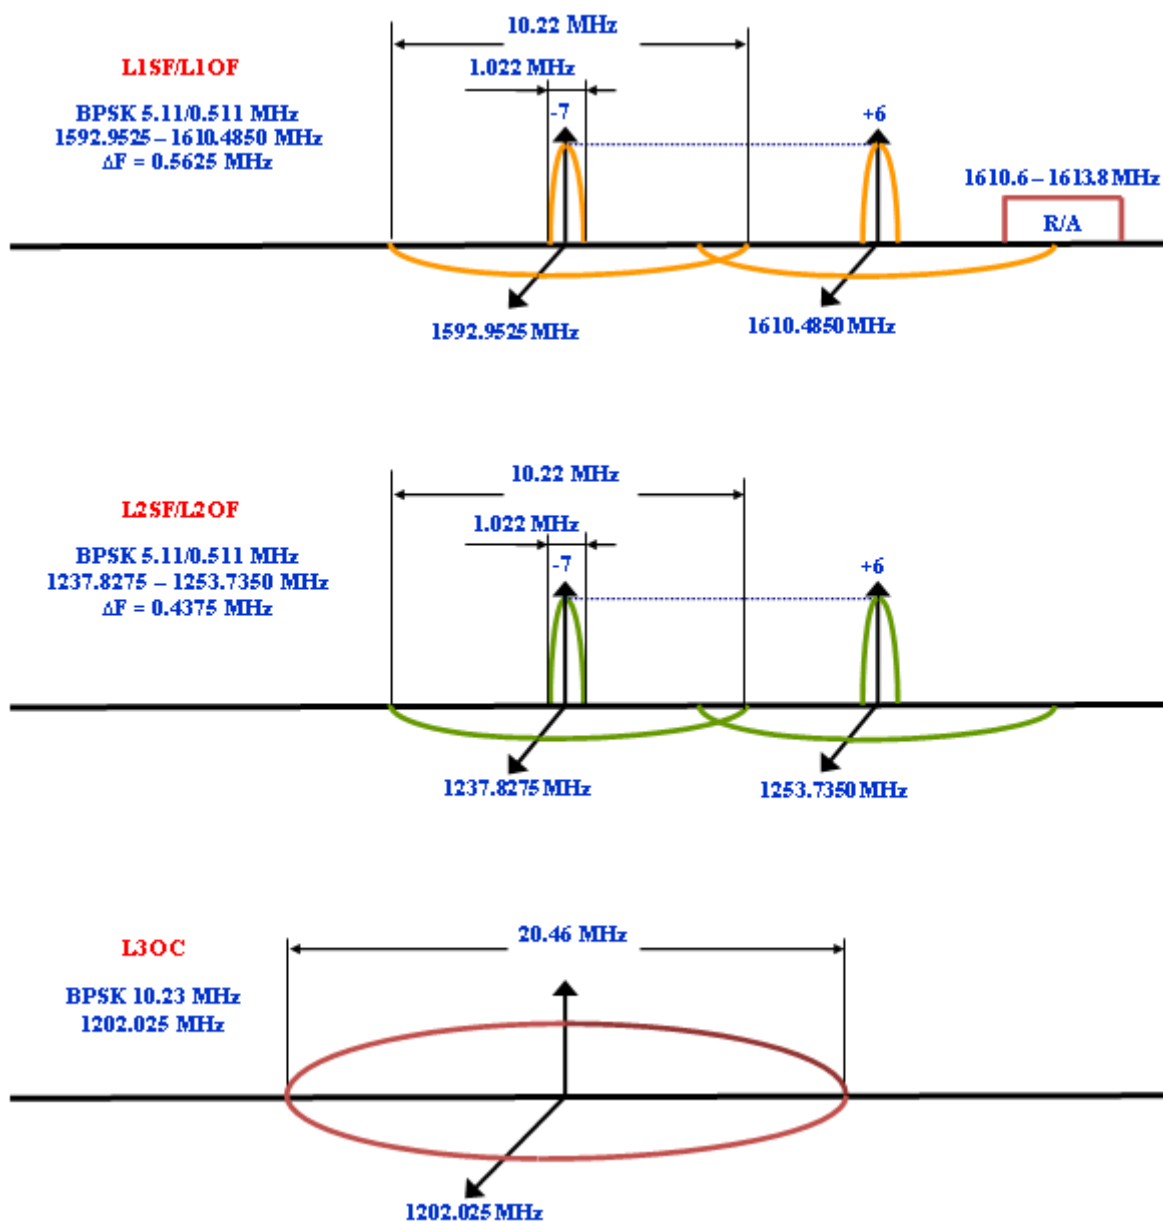 10.22 MHz
L1SF/L1OF
1.022 MHz
BPSK 5.11/0.511 MHz
1592.9525 – 1610.4850 MHz
ΔF = 0.5625 MHz
-7
+6
1610.6 – 1613.8 MHz
R/A
1592.9525 MHz
1610.4850 MHz
10.22 MHz
L2SF/L2OF
1.022 MHz
BPSK 5.11/0.511 MHz
1237.8275 – 1253.7350 MHz
ΔF = 0.4375 MHz
-7
+6
1237.8275 MHz
1253.7350 MHz
20.46 MHz
L3OC
BPSK 10.23 MHz
1202.025 MHz
1202.025 MHz